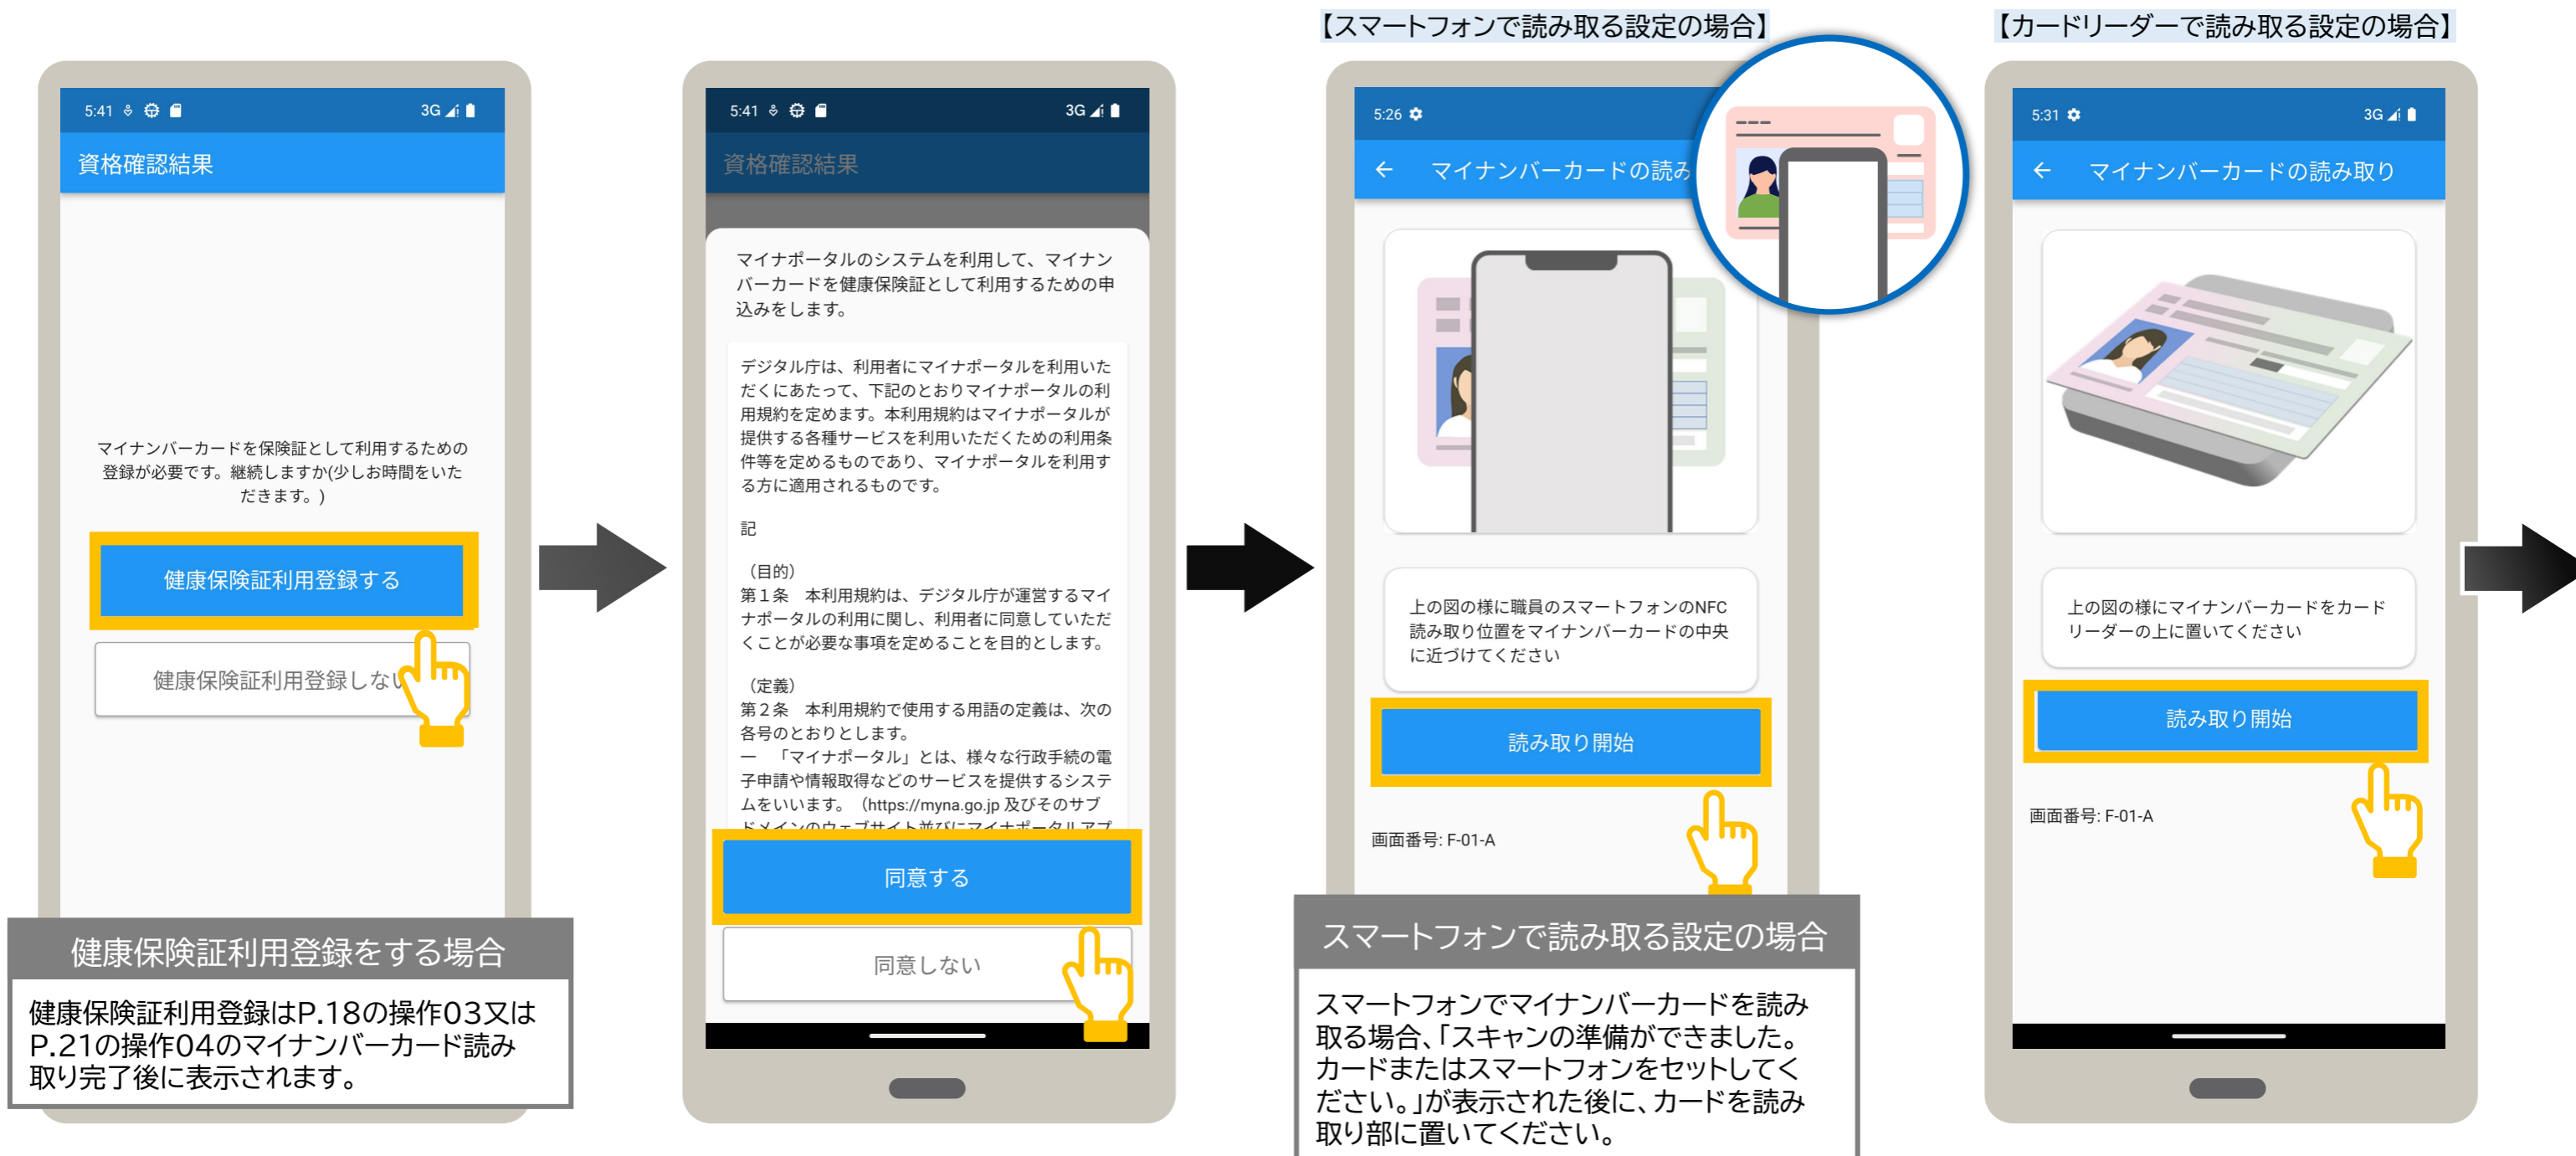 5:41
3G
資格確認結果
マイナンバーカードを保険証として利用するための
登録が必要です。継続しますか(少しお時間をいた
だきます。)
健康保険証利用登録する
健康保険証利用登録しない
健康保険証利用登録をする場合
健康保険証利用登録はP.18の操作03又は
P.21の操作04のマイナンバーカード読み
取り完了後に表示されます。
5:41
3G
資格確認結果
マイナポータルのシステムを利用して、マイナン
バーカードを健康保険証として利用するための申
込みをします。
デジタル庁は、利用者にマイナポータルを利用いた
だくにあたって、下記のとおりマイナポータルの利
用規約を定めます。本利用規約はマイナポータルが
提供する各種サービスを利用いただくための利用条
件等を定めるものであり、マイナポータルを利用す
る方に適用されるものです。
記
（目的）
第１条　本利用規約は、デジタル庁が運営するマイ
ナポータルの利用に関し、利用者に同意していただ
くことが必要な事項を定めることを目的とします。
（定義）
第２条　本利用規約で使用する用語の定義は、次の
各号のとおりとします。
一　「マイナポータル」とは、様々な行政手続の電
子申請や情報取得などのサービスを提供するシステ
ムをいいます。（https://myna.go.jp 及びそのサブ
ドメインのウェブサイト並びにマイナポータルアプ
同意する
同意しない
【スマートフォンで読み取る設定の場合】
5:26
マイナンバーカードの読み
上の図の様に職員のスマートフォンのNFC
読み取り位置をマイナンバーカードの中央
に近づけてください
読み取り開始
画面番号: F-01-A
スマートフォンで読み取る設定の場合
スマートフォンでマイナンバーカードを読み
取る場合、「スキャンの準備ができました。
カードまたはスマートフォンをセットしてく
ださい。」が表示された後に、カードを読み
取り部に置いてください。
【カードリーダーで読み取る設定の場合】
5:31
3G
マイナンバーカードの読み取り
上の図の様にマイナンバーカードをカード
リーダーの上に置いてください
読み取り開始
画面番号: F-01-A